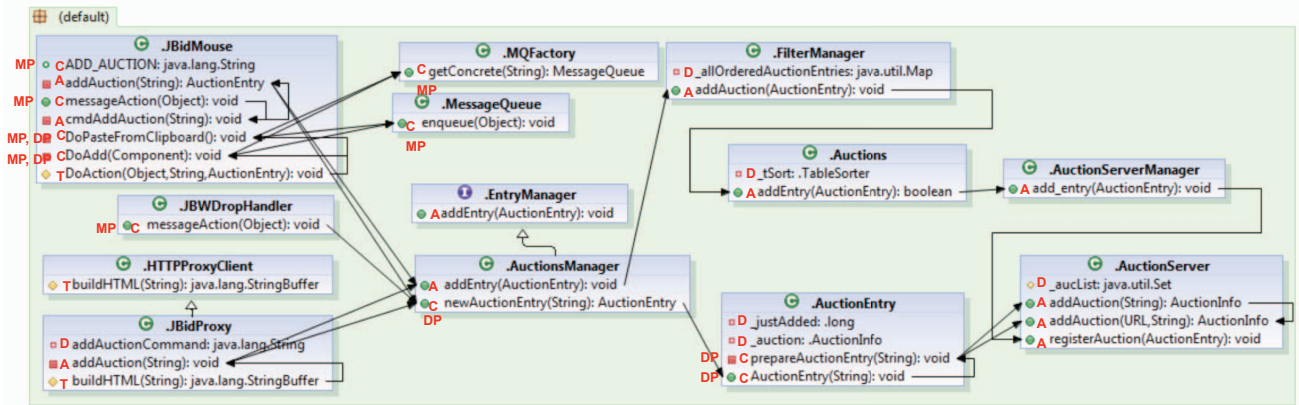 (default)
.JBidMouse
MP C ADD_AUCTION: java.lang.String
A addAuction(String): AuctionEntry
MP C messageAction(Object): void
A cmdAddAuction(String): void
MP, DP C DoPasteFromClipboard(): void
MP, DP C DoAdd(Component): void
T DoAction(Object,String,AuctionEntry): void
.JBWDropHandler
MP C messageAction(Object): void
.HTTPProxyClient
T buildHTML(String): java.lang.StringBuffer
.JBidProxy
D addAuctionCommand: java.lang.String
A addAuction(String): void
T buildHTML(String): java.lang.StringBuffer
.MQFactory
C getConcrete(String): MessageQueue
MP
.MessageQueue
C enqueue(Object): void
MP
I .EntryManager
A addEntry(AuctionEntry): void
.AuctionsManager
A addEntry(AuctionEntry): void
C newAuctionEntry(String): AuctionEntry
DP
.FilterManager
D _allOrderedAuctionEntries: java.util.Map
A addAuction(AuctionEntry): void
.Auctions
D _tSort: .TableSorter
A addEntry(AuctionEntry): boolean
.AuctionServerManager
A add_entry(AuctionEntry): void
.AuctionEntry
D _justAdded: .long
D _auction: .AuctionInfo
DP C prepareAuctionEntry(String): void
DP C AuctionEntry(String): void
.AuctionServer
D _aucList: java.util.Set
A addAuction(String): AuctionInfo
A addAuction(URL,String): AuctionInfo
A registerAuction(AuctionEntry): void